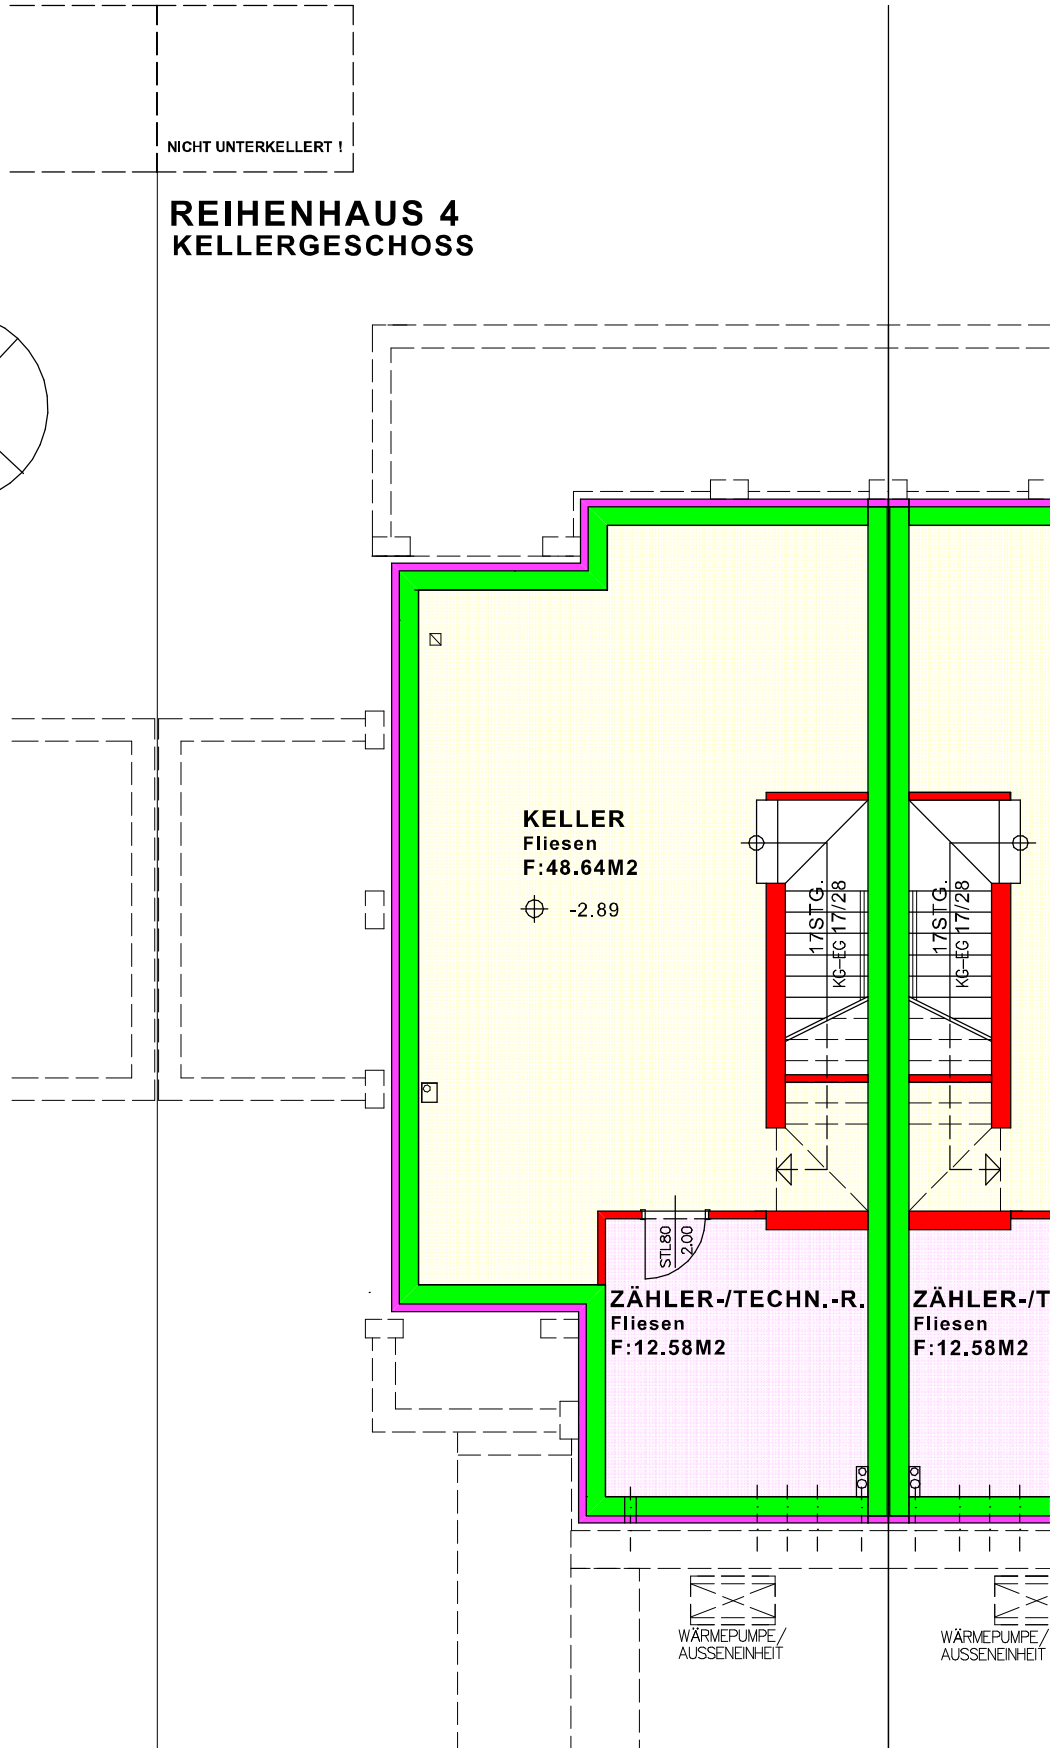 NICHT UNTERKELLERT !
REIHENHAUS 4
KELLERGESCHOSS
KELLER
Fliesen
F:48.64M2
-2.89
17STG.
KG-EG 17/28
17STG.
KG-EG 17/28
STL80
2.00
ZÄHLER-/TECHN.-R.
Fliesen
F:12.58M2
ZÄHLER-/T
Fliesen
F:12.58M2
WÄRMEPUMPE/
AUSSENEINHEIT
WÄRMEPUMPE/
AUSSENEINHEIT